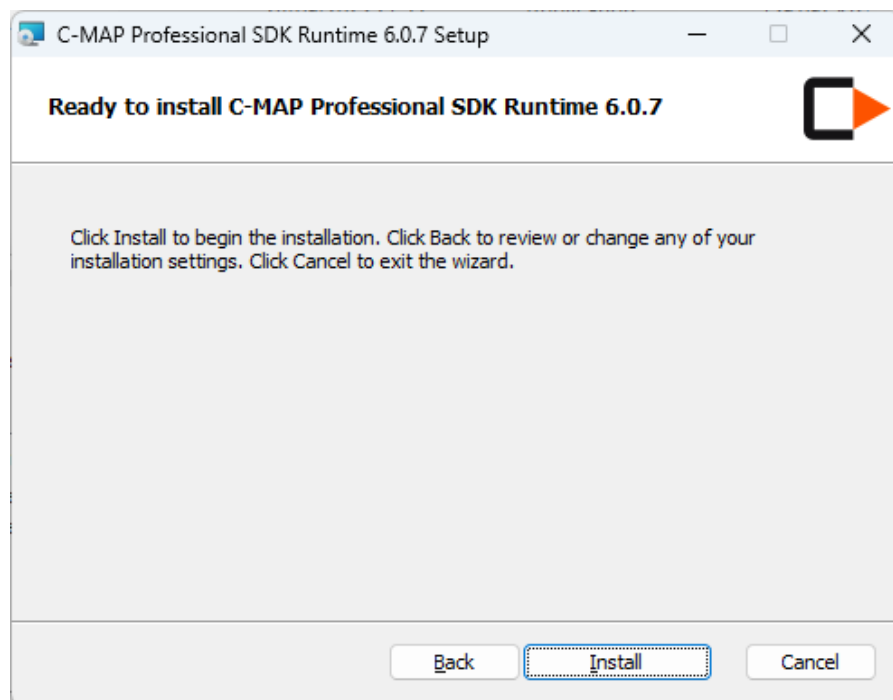 C-MAP Professional SDK Runtime 6.0.7 Setup
Ready to install C-MAP Professional SDK Runtime 6.0.7
Click Install to begin the installation. Click Back to review or change any of your
installation settings. Click Cancel to exit the wizard.
Back
Install
Cancel